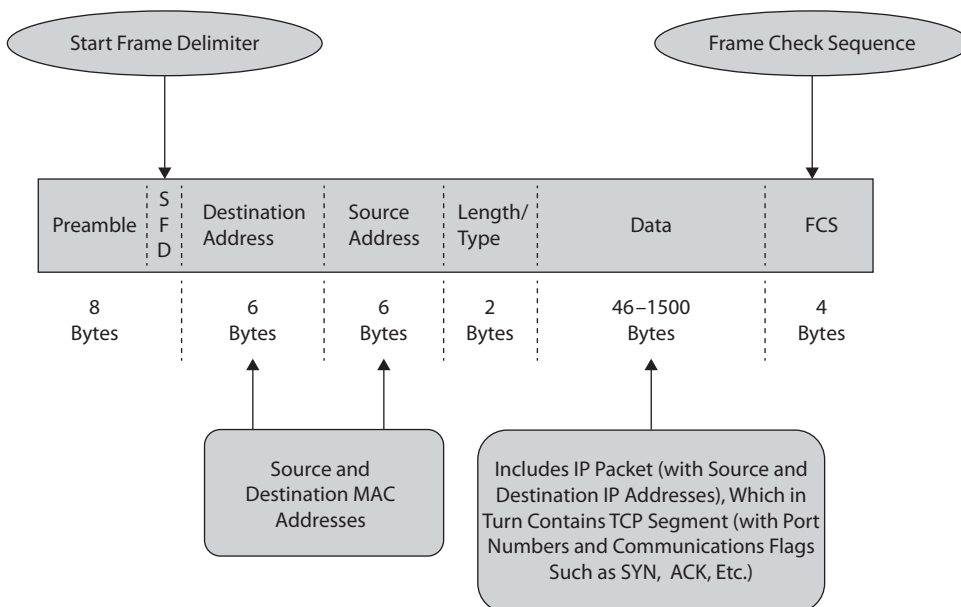 Start Frame Delimiter
Frame Check Sequence
Preamble
S
F
D
Destination
Address
Source
Address
Length/
Type
Data
FCS
8
Bytes
6
Bytes
6
Bytes
2
Bytes
46–1500
Bytes
4
Bytes
Source and
Destination MAC
Addresses
Includes IP Packet (with Source and
Destination IP Addresses), Which in
Turn Contains TCP Segment (with Port
Numbers and Communications Flags
Such as SYN, ACK, Etc.)